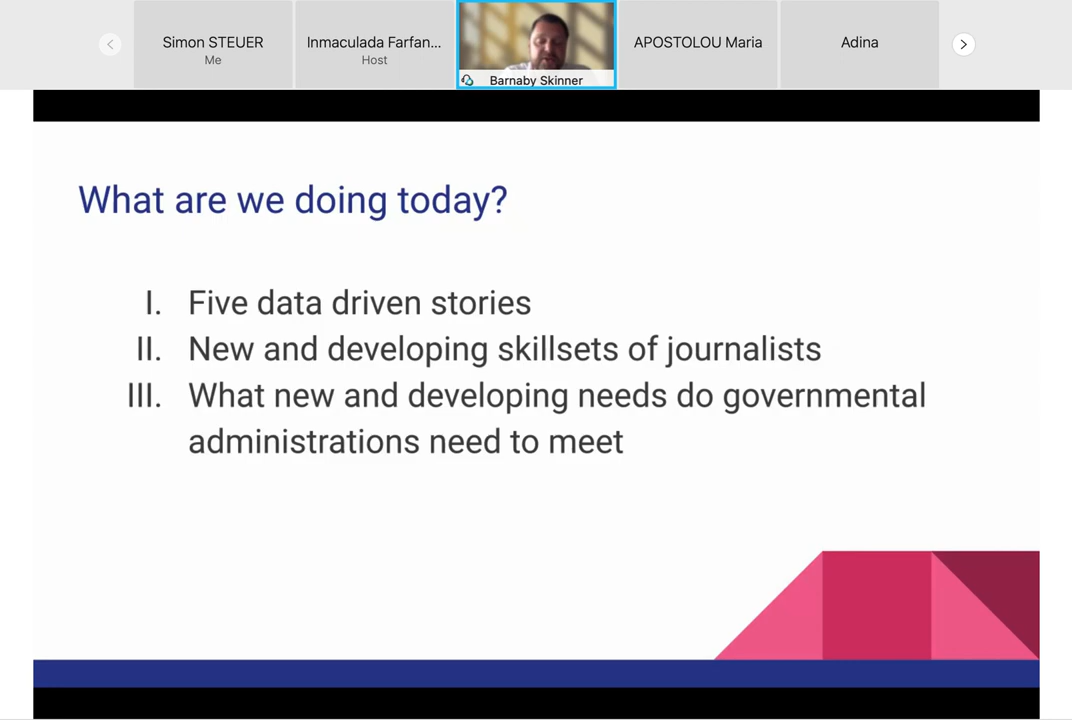 Simon STEUER
Me
Inmaculada Farfan...
Host
Barnaby Skinner
APOSTOLOU Maria
Adina
What are we doing today?
I. Five data driven stories
II. New and developing skillsets of journalists
III. What new and developing needs do governmental
administrations need to meet